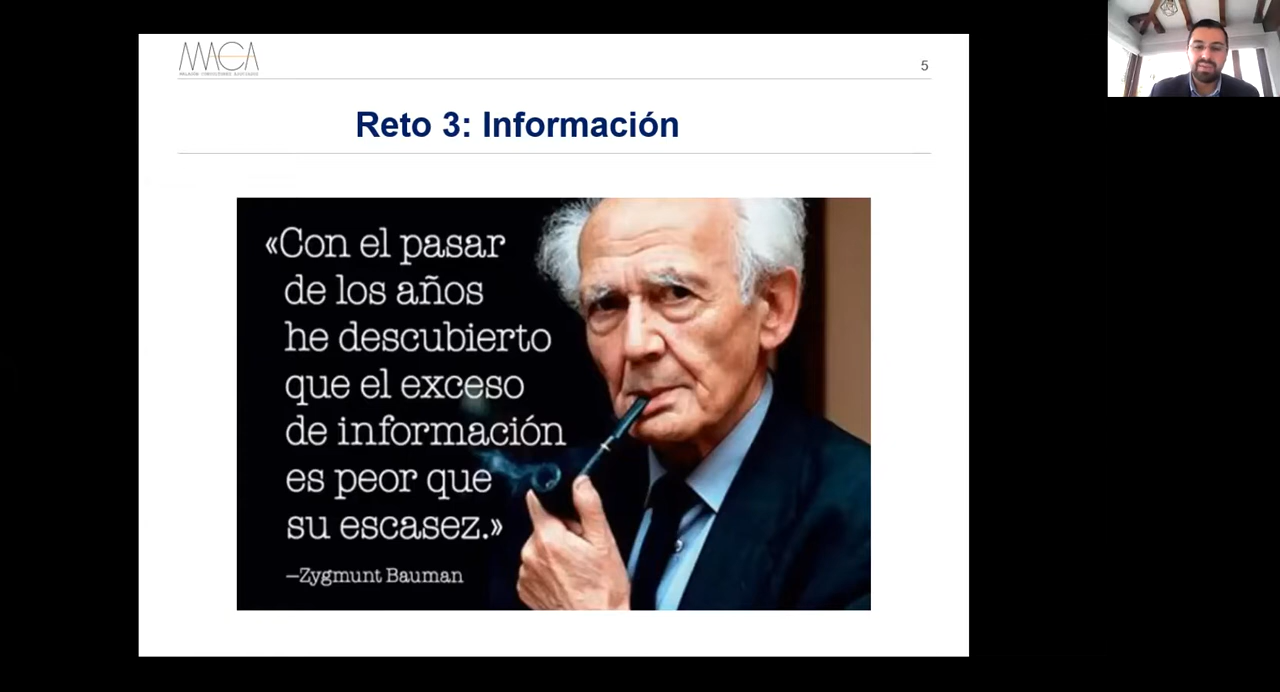 MACA
5
Reto 3: Información
«Con el pasar
de los años
he descubierto
que el exceso
de información
es peor que
su escasez.»
—Zygmunt Bauman